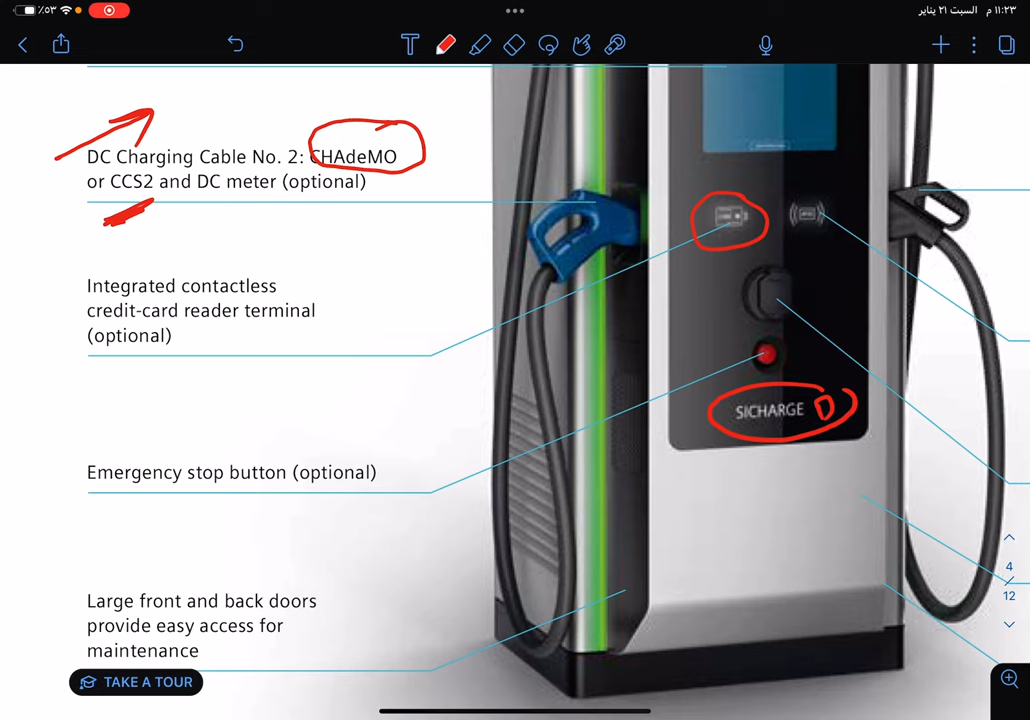 ٥٣٪
١١:٢٣ م السبت ٢١ يناير
DC Charging Cable No. 2: CHAdeMO
or CCS2 and DC meter (optional)
Integrated contactless
credit-card reader terminal
(optional)
SICHARGE D
Emergency stop button (optional)
Large front and back doors
provide easy access for
maintenance
4
12
TAKE A TOUR